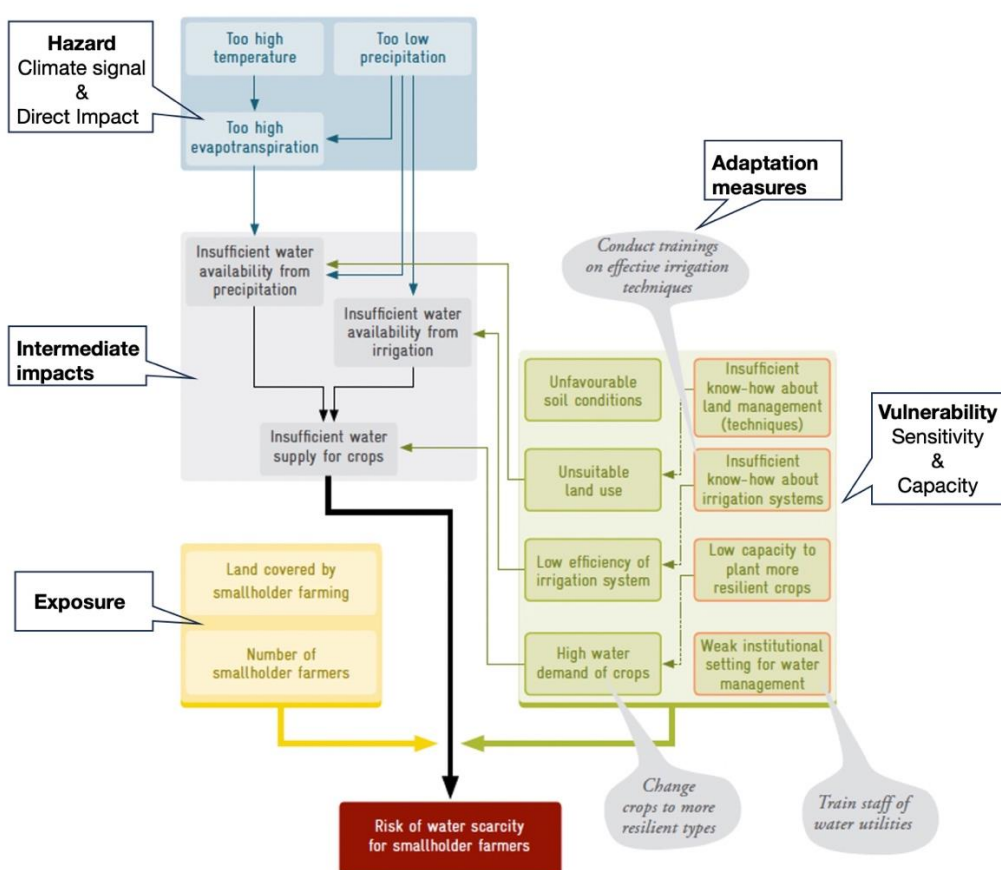 Hazard
Climate signal
&
Direct Impact
Too high
temperature
Too low
precipitation
Too high
evapotranspiration
Adaptation
measures
Conduct trainings
on effective irrigation
techniques
Insufficient water
availability from
precipitation
Insufficient water
availability from
irrigation
Intermediate
impacts
Insufficient water
supply for crops
Unfavourable
soil conditions
Insufficient
know-how about
land management
(techniques)
Vulnerability
Sensitivity
&
Capacity
Unsuitable
land use
Insufficient
know-how about
irrigation systems
Low efficiency of
irrigation system
Low capacity to
plant more
resilient crops
High water
demand of crops
Weak institutional
setting for water
management
Exposure
Land covered by
smallholder farming
Number of
smallholder farmers
Change
crops to more
resilient types
Train staff of
water utilities
Risk of water scarcity
for smallholder farmers